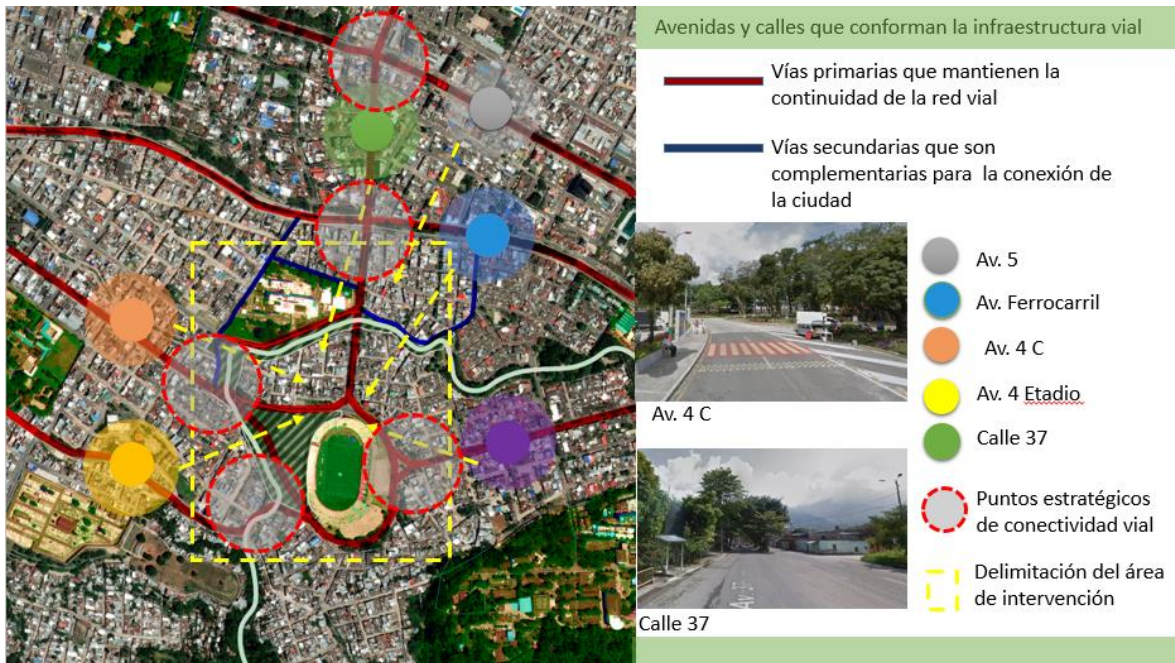 Avenidas y calles que conforman la infraestructura vial
Vías primarias que mantienen la
continuidad de la red vial
Vías secundarias que son
complementarias para la conexión de
la ciudad
Av. 4 C
Calle 37
Av. 5
Av. Ferrocarril
Av. 4 C
Av. 4 Etadio
Calle 37
Puntos estratégicos
de conectividad vial
Delimitación del área
de intervención